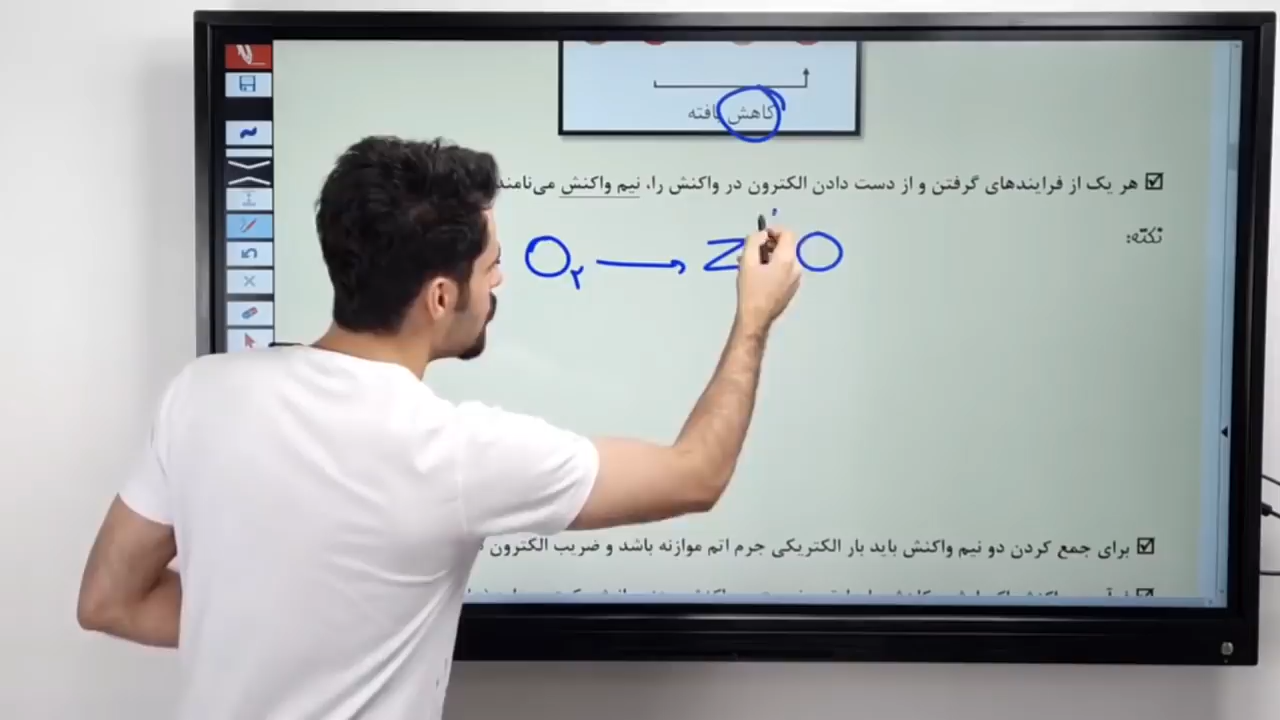 کاهش یافته
هر یک از فرایندهای گرفتن و از دست دادن الکترون در واکنش را، نیم واکنش می‌نامند
نکته:
O۲ → Z O
برای جمع کردن دو نیم واکنش باید بار الکتریکی جرم اتم موازنه باشد و ضریب الکترون